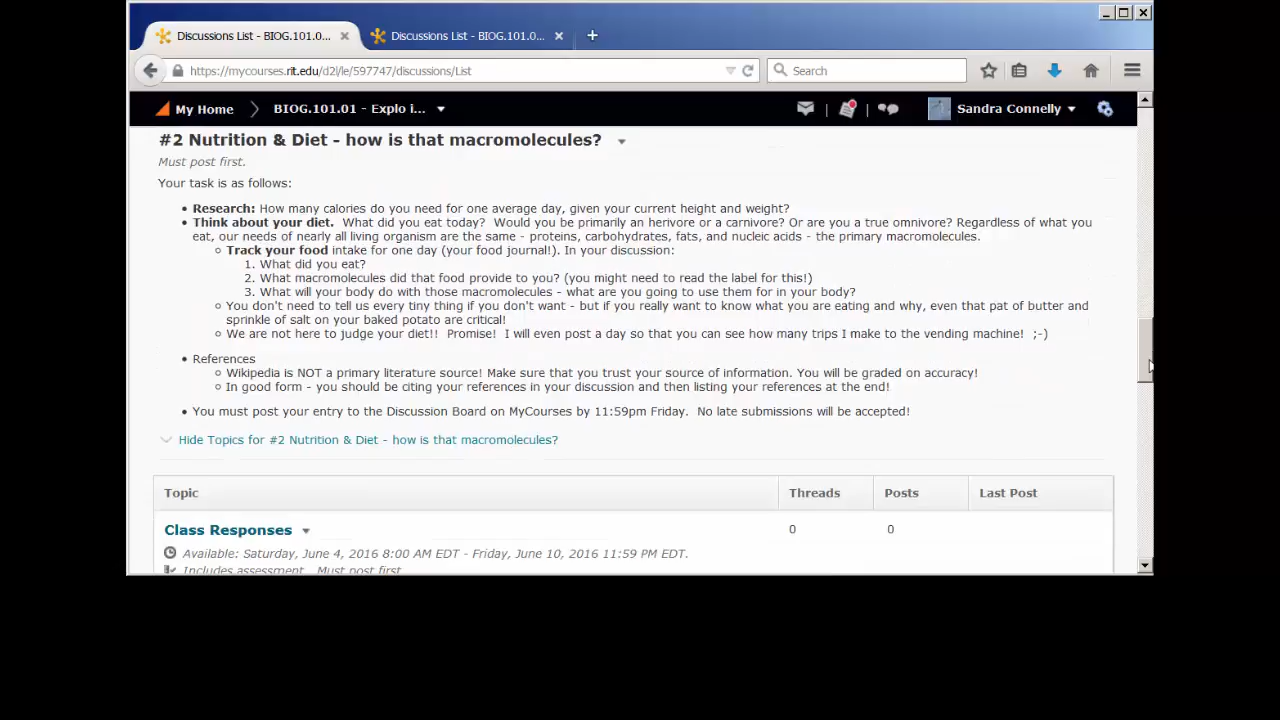 Discussions List - BIOG.101.0...
Discussions List - BIOG.101.0...
https://mycourses.rit.edu/d2l/le/597747/discussions/List
Search
My Home
BIOG.101.01 - Explo i...
Sandra Connelly
#2 Nutrition & Diet - how is that macromolecules?
Must post first.
Your task is as follows:
• Research: How many calories do you need for one average day, given your current height and weight?
• Think about your diet. What did you eat today? Would you be primarily an herivore or a carnivore? Or are you a true omnivore? Regardless of what you
eat, our needs of nearly all living organism are the same - proteins, carbohydrates, fats, and nucleic acids - the primary macromolecules.
○ Track your food intake for one day (your food journal!). In your discussion:
1. What did you eat?
2. What macromolecules did that food provide to you? (you might need to read the label for this!)
3. What will your body do with those macromolecules - what are you going to use them for in your body?
○ You don't need to tell us every tiny thing if you don't want - but if you really want to know what you are eating and why, even that pat of butter and
sprinkle of salt on your baked potato are critical!
○ We are not here to judge your diet!! Promise! I will even post a day so that you can see how many trips I make to the vending machine! ;-)
• References
○ Wikipedia is NOT a primary literature source! Make sure that you trust your source of information. You will be graded on accuracy!
○ In good form - you should be citing your references in your discussion and then listing your references at the end!
• You must post your entry to the Discussion Board on MyCourses by 11:59pm Friday. No late submissions will be accepted!
Hide Topics for #2 Nutrition & Diet - how is that macromolecules?
Topic
Threads
Posts
Last Post
Class Responses
0
0
Available: Saturday, June 4, 2016 8:00 AM EDT - Friday, June 10, 2016 11:59 PM EDT.
Includes assessment. Must post first.